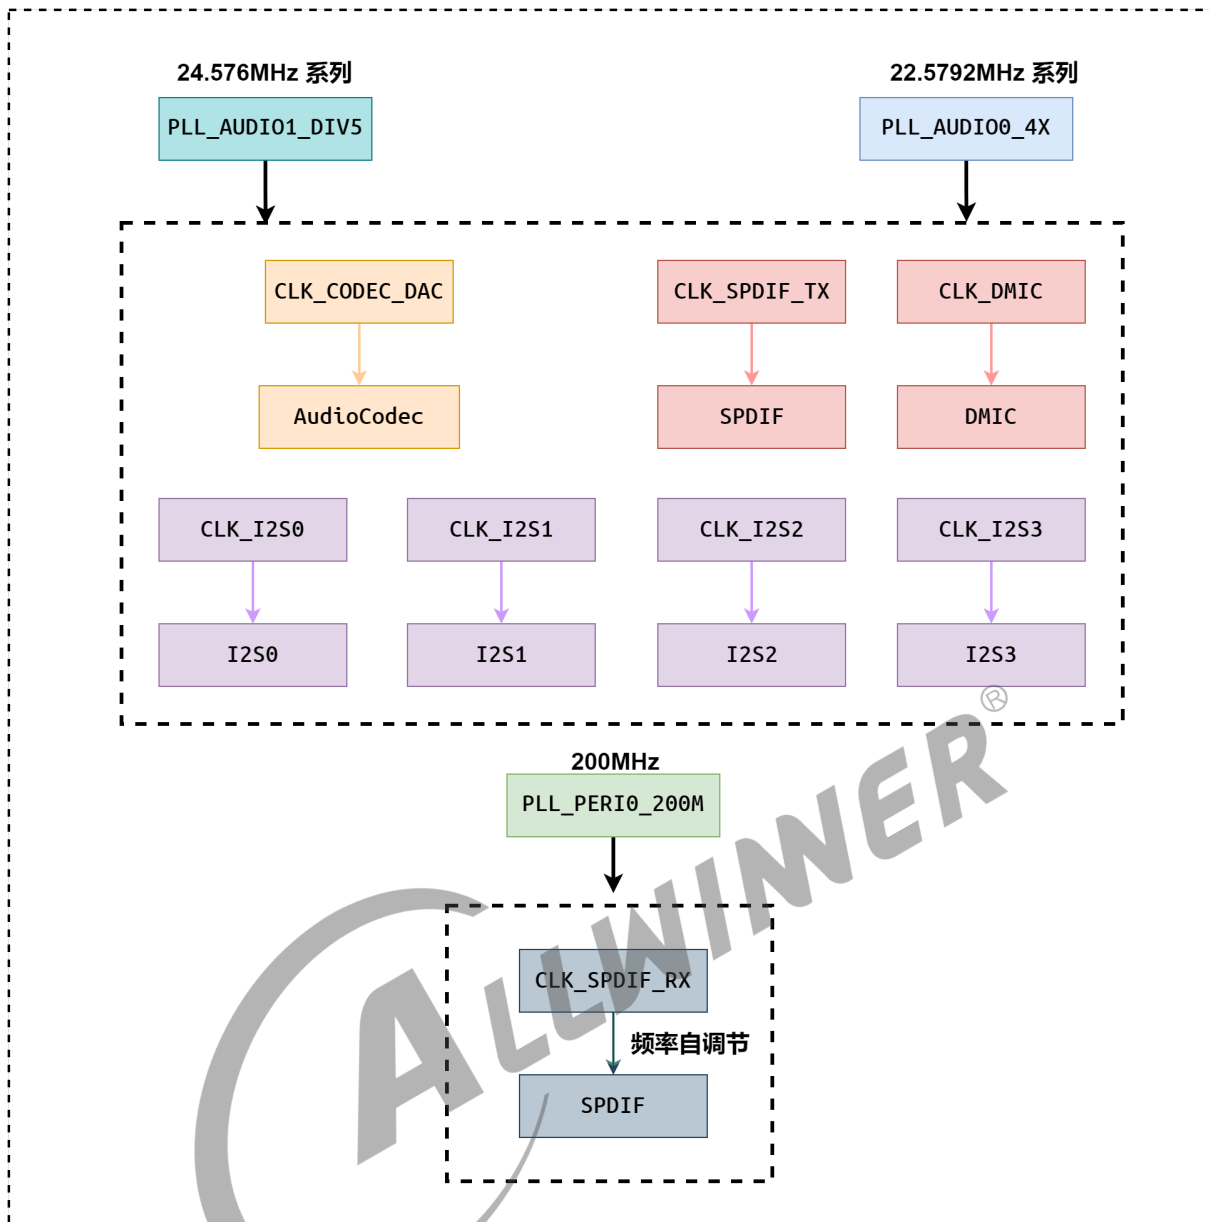 24.576MHz 系列
22.5792MHz 系列
PLL_AUDIO1_DIV5
PLL_AUDIO0_4X
CLK_CODEC_DAC
CLK_SPDIF_TX
CLK_DMIC
AudioCodec
SPDIF
DMIC
CLK_I2S0
CLK_I2S1
CLK_I2S2
CLK_I2S3
I2S0
I2S1
I2S2
I2S3
200MHz
PLL_PERI0_200M
CLK_SPDIF_RX
频率自调节
SPDIF
ALLWINNER®